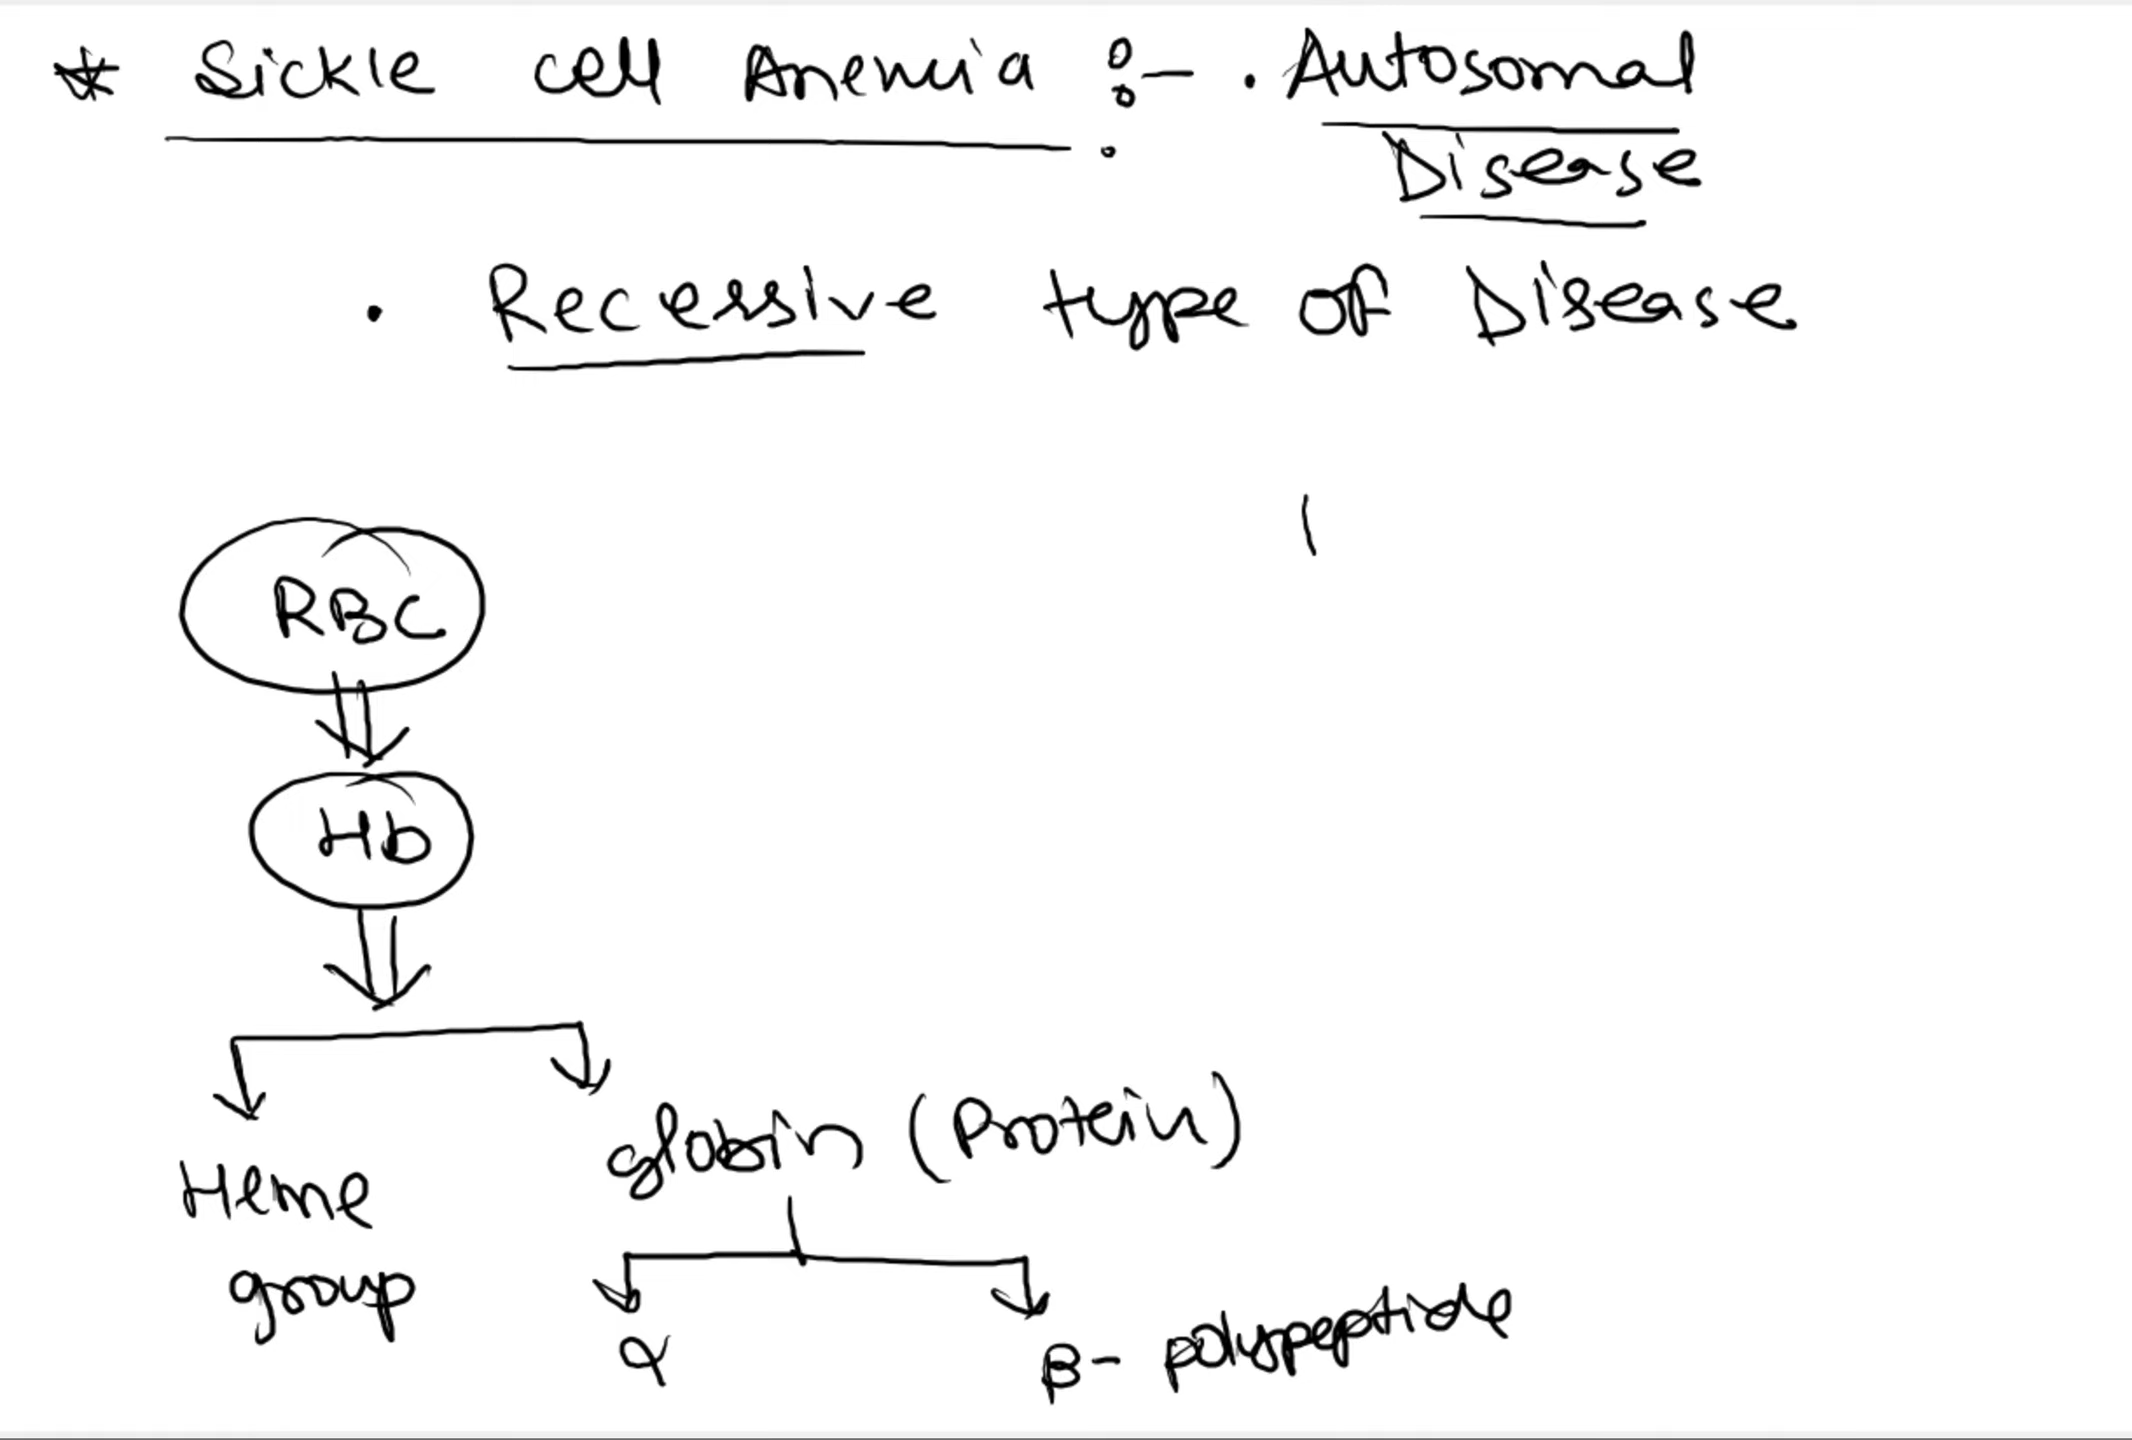 * Sickle cell Anemia :- . Autosomal
Disease
. Recessive type of Disease
RBC
Hb
Heme
group
globin (Protein)
α
β- polypeptide